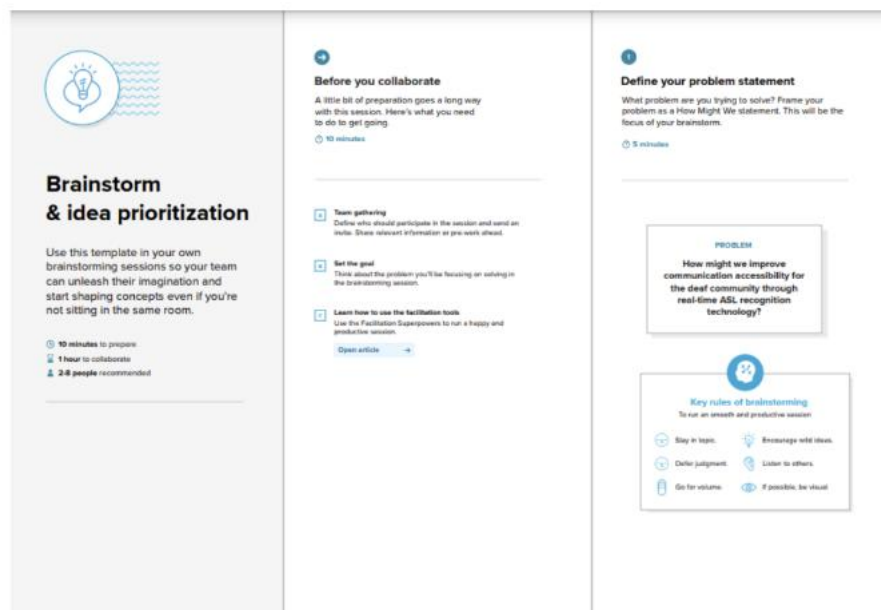 Brainstorm
& idea prioritization
Use this template in your own
brainstorming sessions so your team
can unleash their imagination and
start shaping concepts even if you're
not sitting in the same room.
10 minutes to prepare
1 hour to collaborate
2-8 people recommended
Before you collaborate
A little bit of preparation goes a long way
with this session. Here's what you need
to do to get going.
10 minutes
A
Team gathering
Define who should participate in the session and send an
invite. Share relevant information or pre-work ahead.
B
Set the goal
Think about the problem you'll be focusing on solving in
the brainstorming session.
C
Learn how to use the facilitation tools
Use the Facilitation Superpowers to run a happy and
productive session.
Open article
1
Define your problem statement
What problem are you trying to solve? Frame your
problem as a How Might We statement. This will be the
focus of your brainstorm.
5 minutes
PROBLEM
How might we improve
communication accessibility for
the deaf community through
real-time ASL recognition
technology?
Key rules of brainstorming
To run an smooth and productive session
Stay in topic.
Encourage wild ideas.
Defer judgment.
Listen to others.
Go for volume.
If possible, be visual